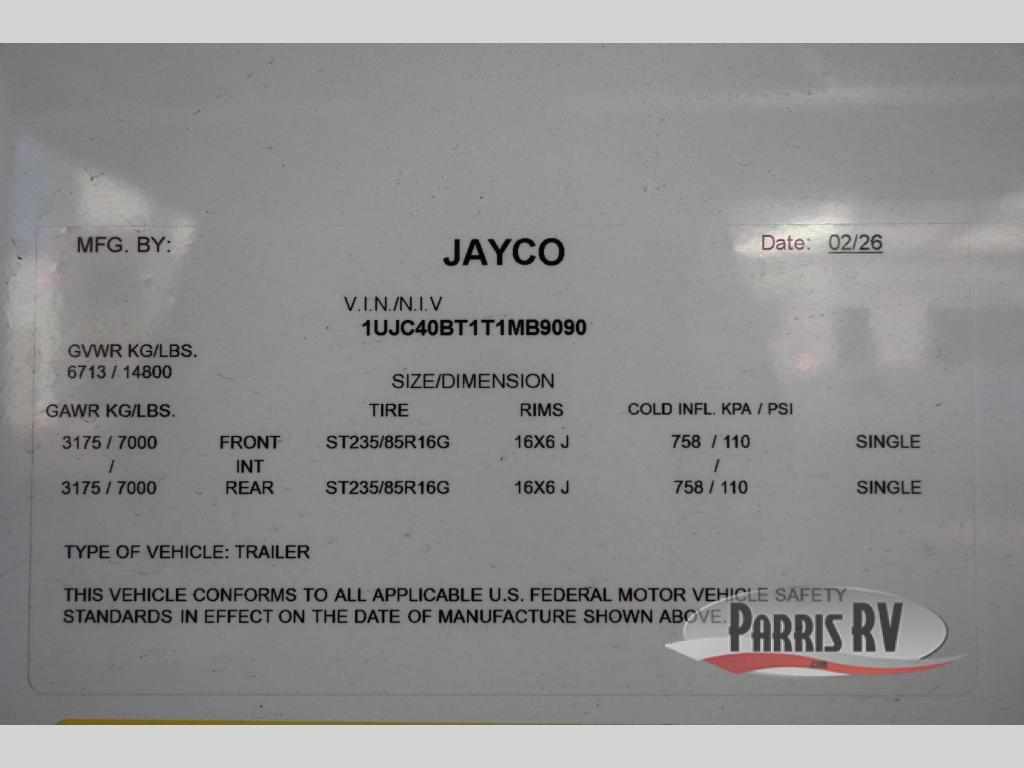 MFG. BY: JAYCO Date: 02/26
V.I.N./N.I.V
1UJC40BT1T1MB9090
GVWR KG/LBS.
6713 / 14800
SIZE/DIMENSION
GAWR KG/LBS. TIRE RIMS COLD INFL. KPA / PSI
3175 / 7000 FRONT ST235/85R16G 16X6 J 758 / 110 SINGLE
/ INT /
3175 / 7000 REAR ST235/85R16G 16X6 J 758 / 110 SINGLE
TYPE OF VEHICLE: TRAILER
THIS VEHICLE CONFORMS TO ALL APPLICABLE U.S. FEDERAL MOTOR VEHICLE SAFETY
STANDARDS IN EFFECT ON THE DATE OF MANUFACTURE SHOWN ABOVE.
PARRIS RV
.com